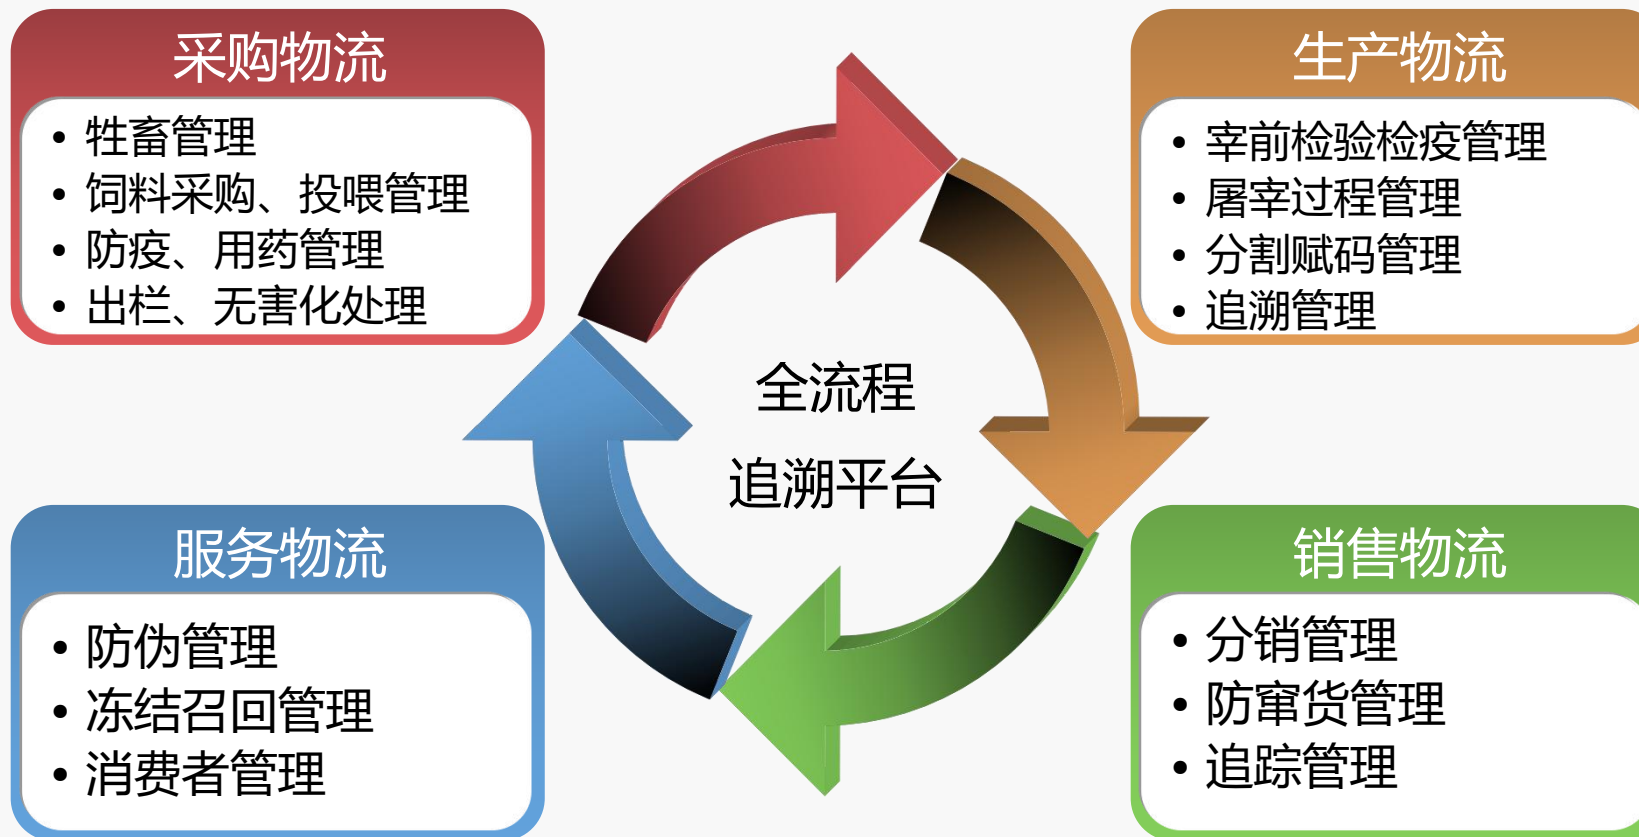 采购物流
• 牲畜管理
• 饲料采购、投喂管理
• 防疫、用药管理
• 出栏、无害化处理
生产物流
• 宰前检验检疫管理
• 屠宰过程管理
• 分割赋码管理
• 追溯管理
全流程
追溯平台
服务物流
• 防伪管理
• 冻结召回管理
• 消费者管理
销售物流
• 分销管理
• 防窜货管理
• 追踪管理